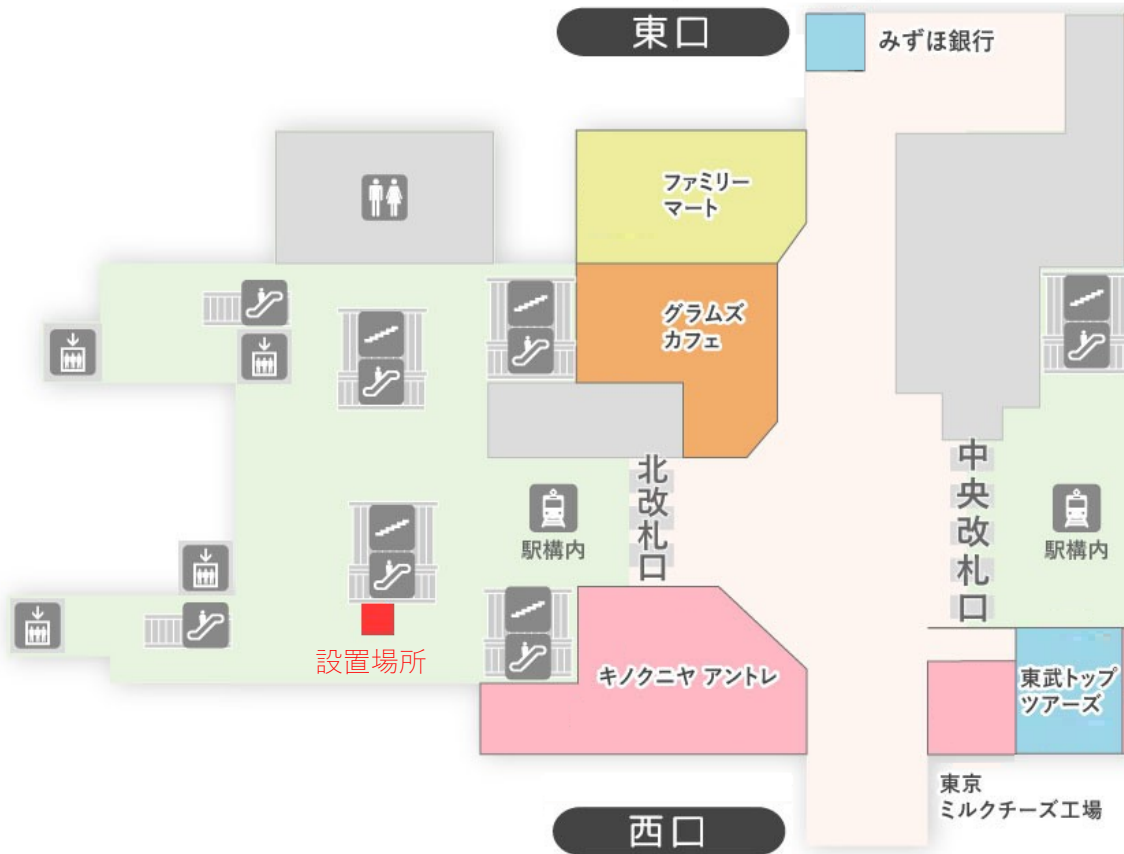 東口
みずほ銀行
ファミリー
マート
グラムズ
カフェ
北改札口
中央改札口
駅構内
駅構内
設置場所
キノクニヤ アントレ
東武トップ
ツアーズ
東京
ミルクチーズ工場
西口